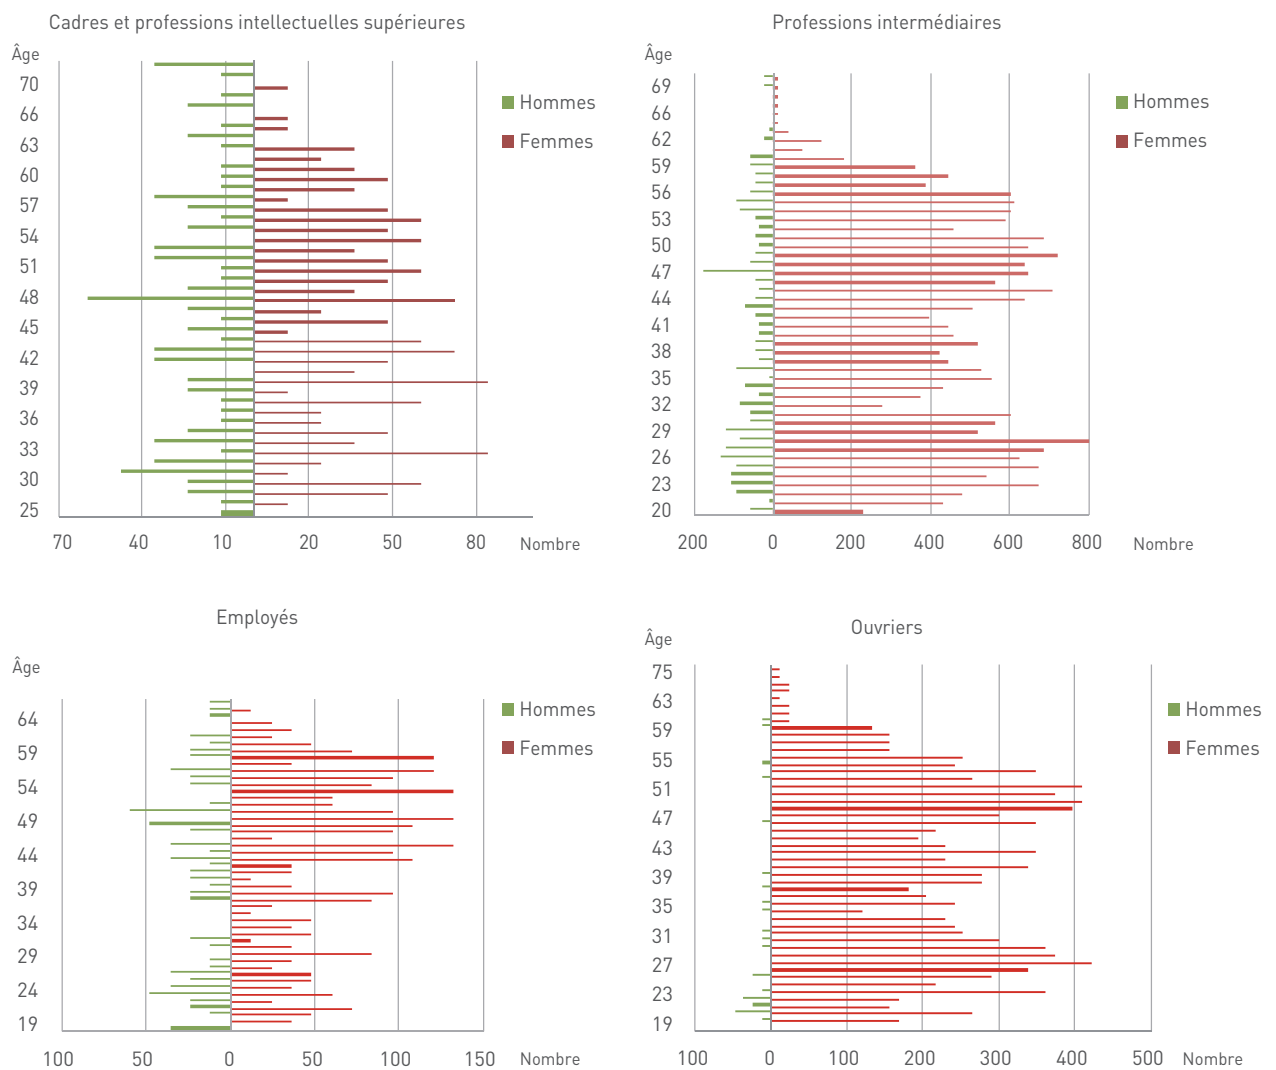 Cadres et professions intellectuelles supérieures
Âge
70
66
63
60
57
54
51
48
45
42
39
36
33
30
25
70 40 10 20 50 80 Nombre
Hommes
Femmes
Professions intermédiaires
Âge
69
66
62
59
56
53
50
47
44
41
38
35
32
29
26
23
20
200 0 200 400 600 800 Nombre
Hommes
Femmes
Employés
Âge
64
59
54
49
44
39
34
29
24
19
100 50 0 50 100 150 Nombre
Hommes
Femmes
Ouvriers
Âge
75
63
59
55
51
47
43
39
35
31
27
23
19
100 0 100 200 300 400 500 Nombre
Hommes
Femmes